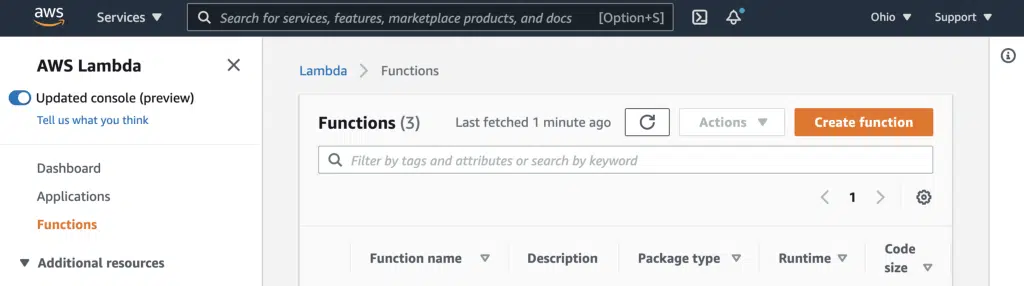 aws Services Search for services, features, marketplace products, and docs [Option+S] Ohio Support
AWS Lambda
Updated console (preview)
Tell us what you think
Dashboard
Applications
Functions
Additional resources
Lambda Functions
Functions (3) Last fetched 1 minute ago Actions Create function
Filter by tags and attributes or search by keyword
1
Function name Description Package type Runtime Code
size